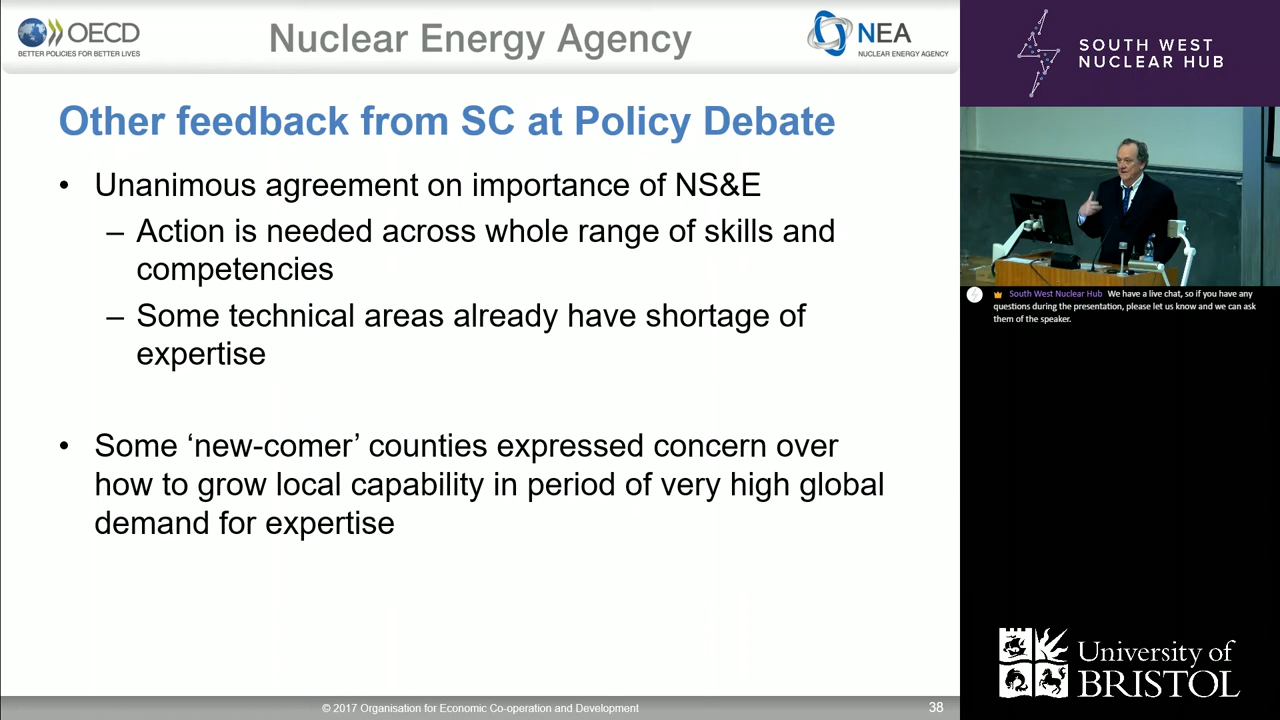 OECD
BETTER POLICIES FOR BETTER LIVES
Nuclear Energy Agency
NEA
NUCLEAR ENERGY AGENCY
Other feedback from SC at Policy Debate
• Unanimous agreement on importance of NS&E
– Action is needed across whole range of skills and
competencies
– Some technical areas already have shortage of
expertise
• Some ‘new-comer’ counties expressed concern over
how to grow local capability in period of very high global
demand for expertise
© 2017 Organisation for Economic Co-operation and Development
38
SOUTH WEST
NUCLEAR HUB
South West Nuclear Hub We have a live chat, so if you have any
questions during the presentation, please let us know and we can ask
them of the speaker.
University of
BRISTOL